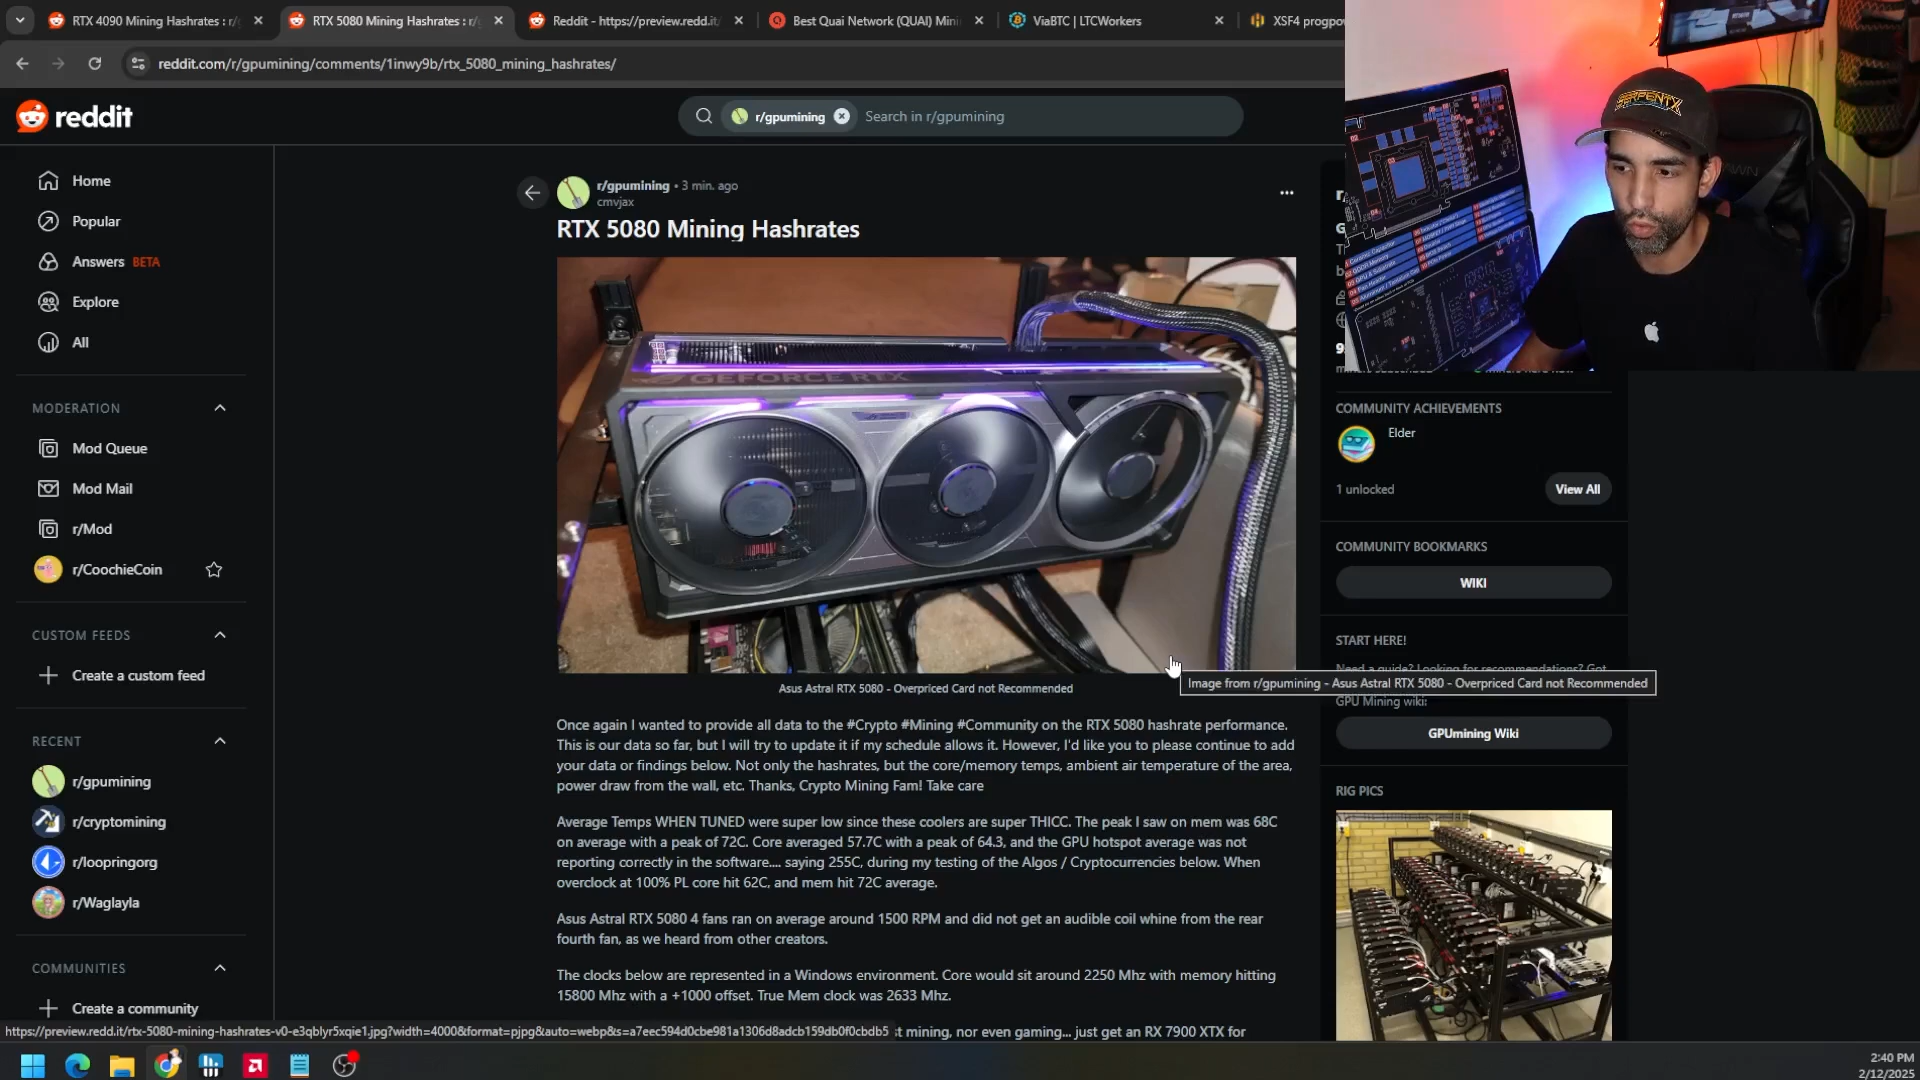 RTX 4090 Mining Hashrates : r/g
RTX 5080 Mining Hashrates : r/g
Reddit - https://preview.redd.it/
Best Quai Network (QUAI) Mini
ViaBTC | LTCWorkers
XSF4 progpow
reddit.com/r/gpumining/comments/1inwy9b/rtx_5080_mining_hashrates/
reddit
r/gpumining
Search in r/gpumining
Home
Popular
Answers BETA
Explore
All
MODERATION
Mod Queue
Mod Mail
r/Mod
r/CoochieCoin
CUSTOM FEEDS
Create a custom feed
RECENT
r/gpumining
r/cryptomining
r/loopringorg
r/Waglayla
COMMUNITIES
Create a community
r/gpumining • 3 min. ago
cmvjax
RTX 5080 Mining Hashrates
GEFORCE RTX
Asus Astral RTX 5080 - Overpriced Card not Recommended
Image from r/gpumining - Asus Astral RTX 5080 - Overpriced Card not Recommended
Once again I wanted to provide all data to the #Crypto #Mining #Community on the RTX 5080 hashrate performance.
This is our data so far, but I will try to update it if my schedule allows it. However, I'd like you to please continue to add
your data or findings below. Not only the hashrates, but the core/memory temps, ambient air temperature of the area,
power draw from the wall, etc. Thanks, Crypto Mining Fam! Take care
Average Temps WHEN TUNED were super low since these coolers are super THICC. The peak I saw on mem was 68C
on average with a peak of 72C. Core averaged 57.7C with a peak of 64.3, and the GPU hotspot average was not
reporting correctly in the software.... saying 255C, during my testing of the Algos / Cryptocurrencies below. When
overclock at 100% PL core hit 62C, and mem hit 72C average.
Asus Astral RTX 5080 4 fans ran on average around 1500 RPM and did not get an audible coil whine from the rear
fourth fan, as we heard from other creators.
The clocks below are represented in a Windows environment. Core would sit around 2250 Mhz with memory hitting
15800 Mhz with a +1000 offset. True Mem clock was 2633 Mhz.
st mining, nor even gaming... just get an RX 7900 XTX for
https://preview.redd.it/rtx-5080-mining-hashrates-v0-e3qblyr5xqie1.jpg?width=4000&format=pjpg&auto=webp&s=a7eec594d0cbe981a1306d8adcb159db0f0cbdb5
COMMUNITY ACHIEVEMENTS
Elder
1 unlocked
View All
COMMUNITY BOOKMARKS
WIKI
START HERE!
Need a guide? Looking for recommendations? Got
GPU Mining wiki:
GPUmining Wiki
RIG PICS
SERPENTX
2:40 PM
2/12/2025